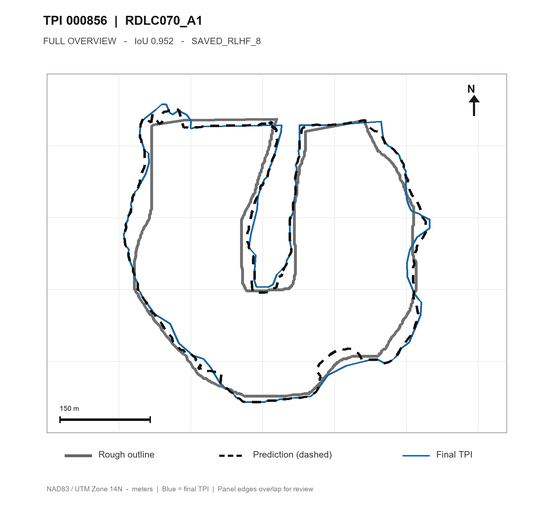 TPI 000856 | RDLC070_A1
FULL OVERVIEW - IoU 0.952 - SAVED_RLHF_8
N
150 m
Rough outline
Prediction (dashed)
Final TPI
NAD83 / UTM Zone 14N - meters | Blue = final TPI | Panel edges overlap for review